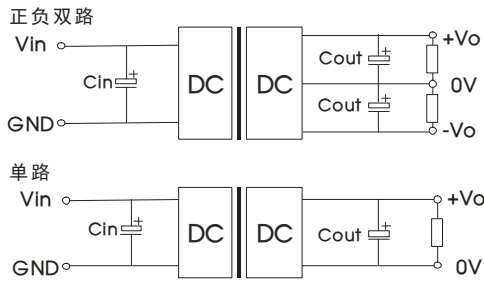 正负双路
Vin
+Vo
Cout
Cin
DC
DC
0V
Cout
GND
-Vo
单路
Vin
+Vo
Cin
DC
DC
Cout
GND
0V